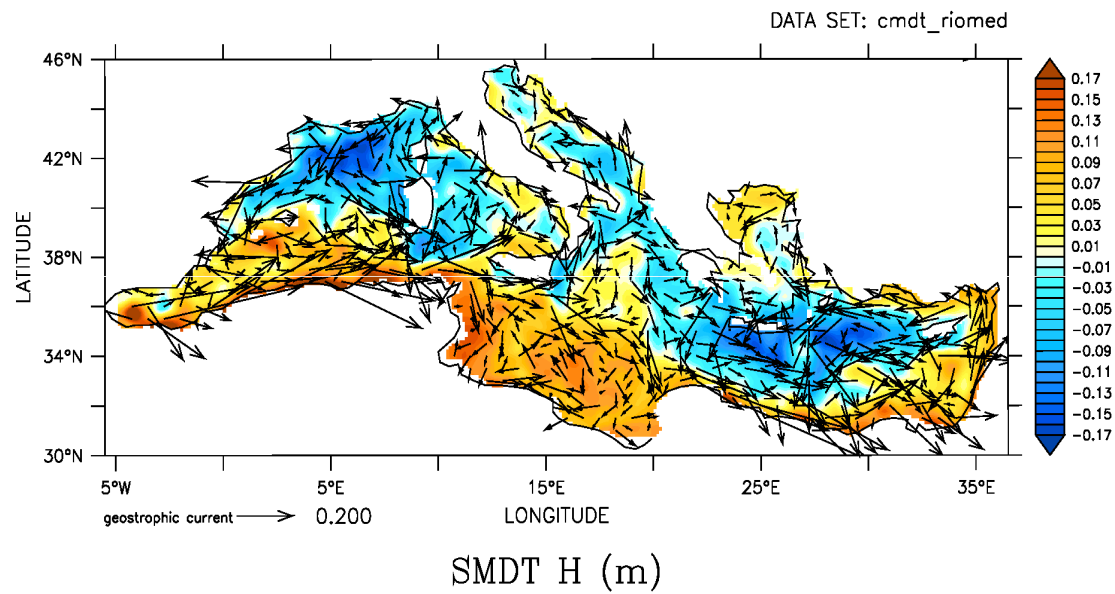 DATA SET: cmdt_riomed
46°N
42°N
38°N
34°N
30°N
LATITUDE
5°W
5°E
15°E
25°E
35°E
LONGITUDE
geostrophic current
0.200
0.17
0.15
0.13
0.11
0.09
0.07
0.05
0.03
0.01
-0.01
-0.03
-0.05
-0.07
-0.09
-0.11
-0.13
-0.15
-0.17
SMDT H (m)